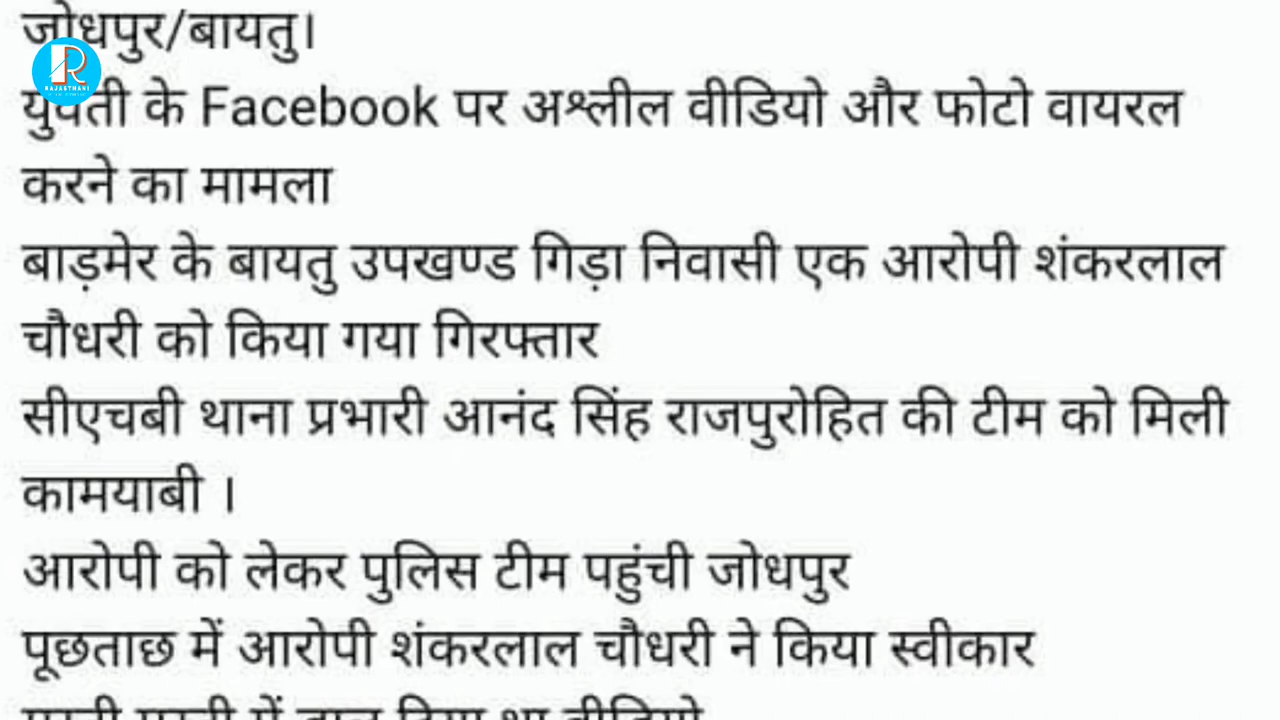 जोधपुर/बायतु।
R
RAJASTHANI
युवती के Facebook पर अश्लील वीडियो और फोटो वायरल
करने का मामला
बाड़मेर के बायतु उपखण्ड गिड़ा निवासी एक आरोपी शंकरलाल
चौधरी को किया गया गिरफ्तार
सीएचबी थाना प्रभारी आनंद सिंह राजपुरोहित की टीम को मिली
कामयाबी ।
आरोपी को लेकर पुलिस टीम पहुंची जोधपुर
पूछताछ में आरोपी शंकरलाल चौधरी ने किया स्वीकार